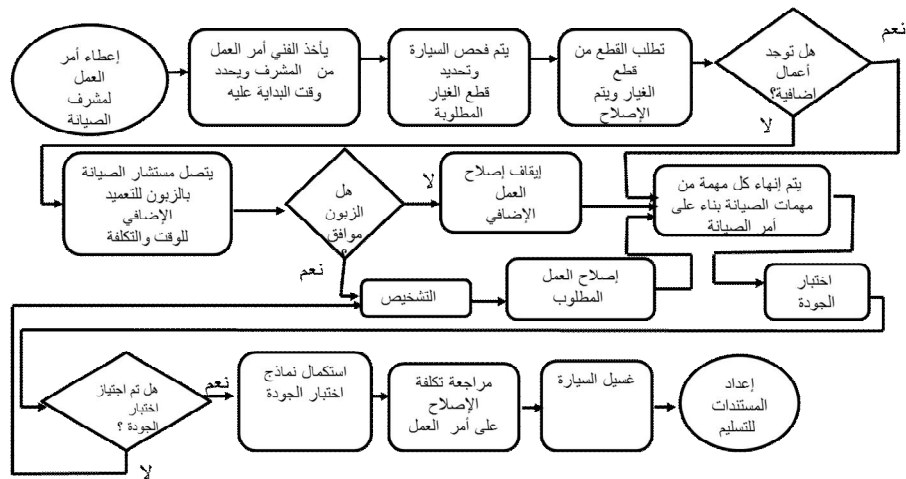 إعطاء أمر
العمل
لمشرف
الصيانة
يأخذ الفني أمر العمل
من المشرف ويحدد
وقت البداية عليه
يتم فحص السيارة
وتحديد
قطع الغيار
المطلوبة
تطلب القطع من
قطع
الغيار ويتم
الإصلاح
هل توجد
أعمال
اضافية؟
نعم
لا
يتصل مستشار الصيانة
بالزبون للتعميد
الإضافي
للوقت والتكلفة
هل
الزبون
موافق
؟
لا
نعم
إيقاف إصلاح
العمل
الإضافي
يتم إنهاء كل مهمة من
مهمات الصيانة بناء على
أمر الصيانة
التشخيص
إصلاح العمل
المطلوب
اختبار
الجودة
هل تم اجتياز
اختبار
الجودة ؟
نعم
لا
استكمال نماذج
اختبار الجودة
مراجعة تكلفة
الإصلاح
على أمر العمل
غسيل السيارة
إعداد
المستندات
للتسليم